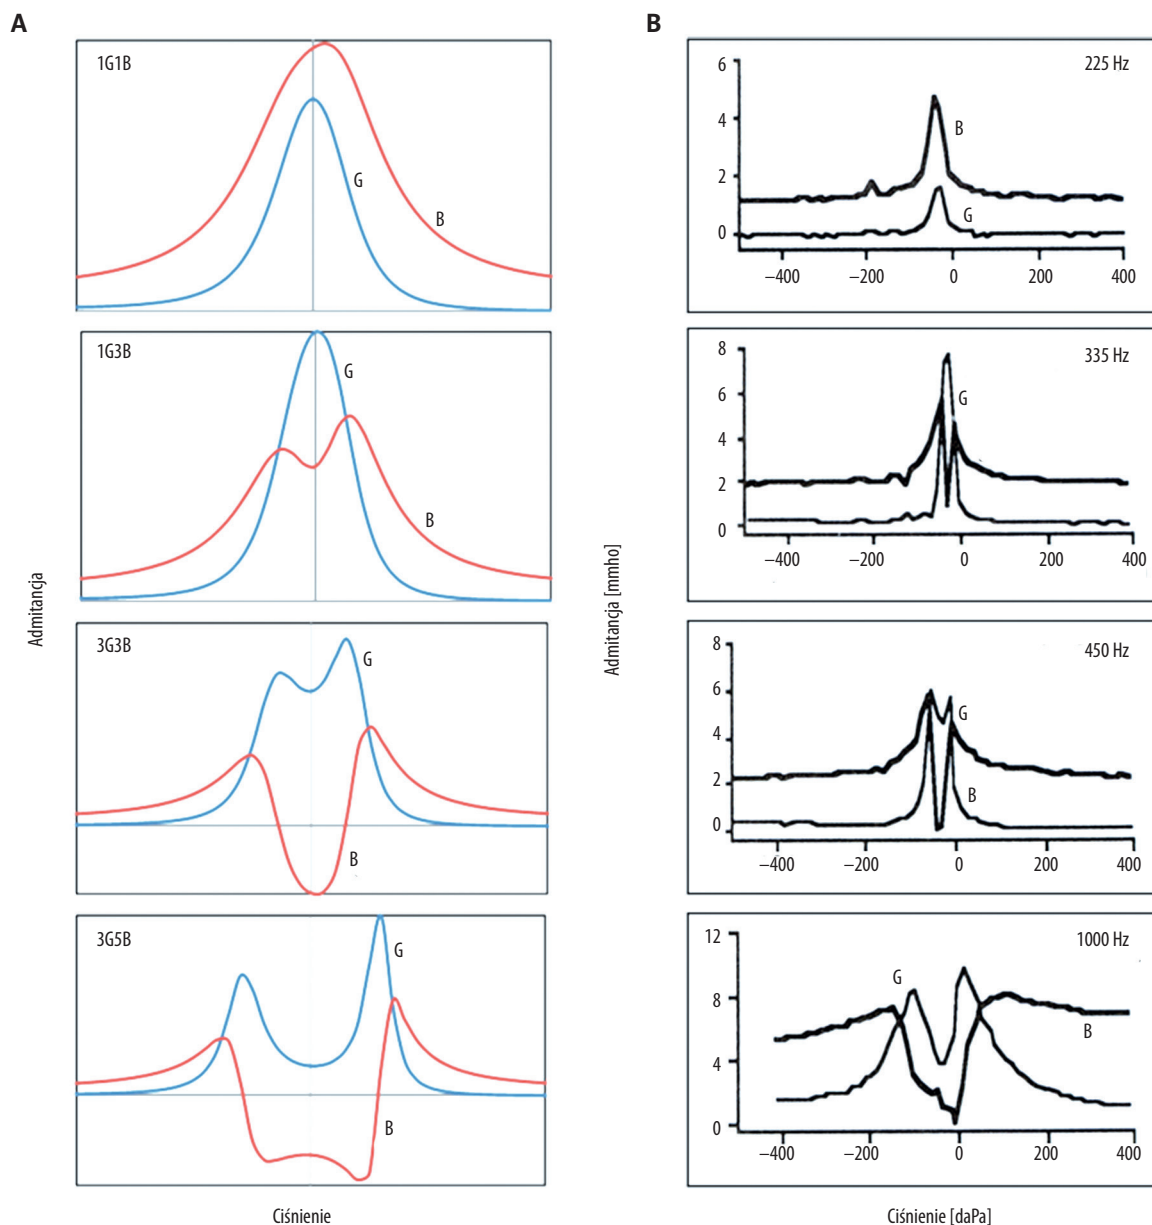 A
Admitancja
1G1B
G
B
1G3B
G
B
3G3B
G
B
3G5B
G
B
Ciśnienie
B
Admitancja [mmho]
225 Hz
6
4
2
0
B
G
−400 −200 0 200 400
335 Hz
8
6
4
2
0
G
−400 −200 0 200 400
450 Hz
8
6
4
2
0
G
B
−400 −200 0 200 400
1000 Hz
12
8
4
0
G
B
−400 −200 0 200 400
Ciśnienie [daPa]